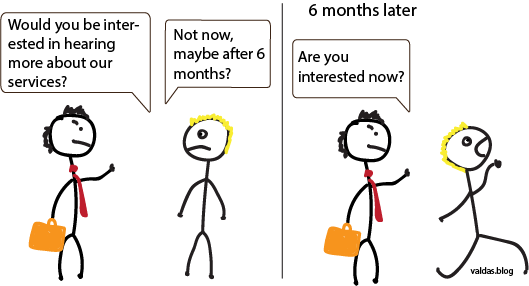 Would you be inter-
ested in hearing
more about our
services?
Not now,
maybe after 6
months?
6 months later
Are you
interested now?
valdas.blog